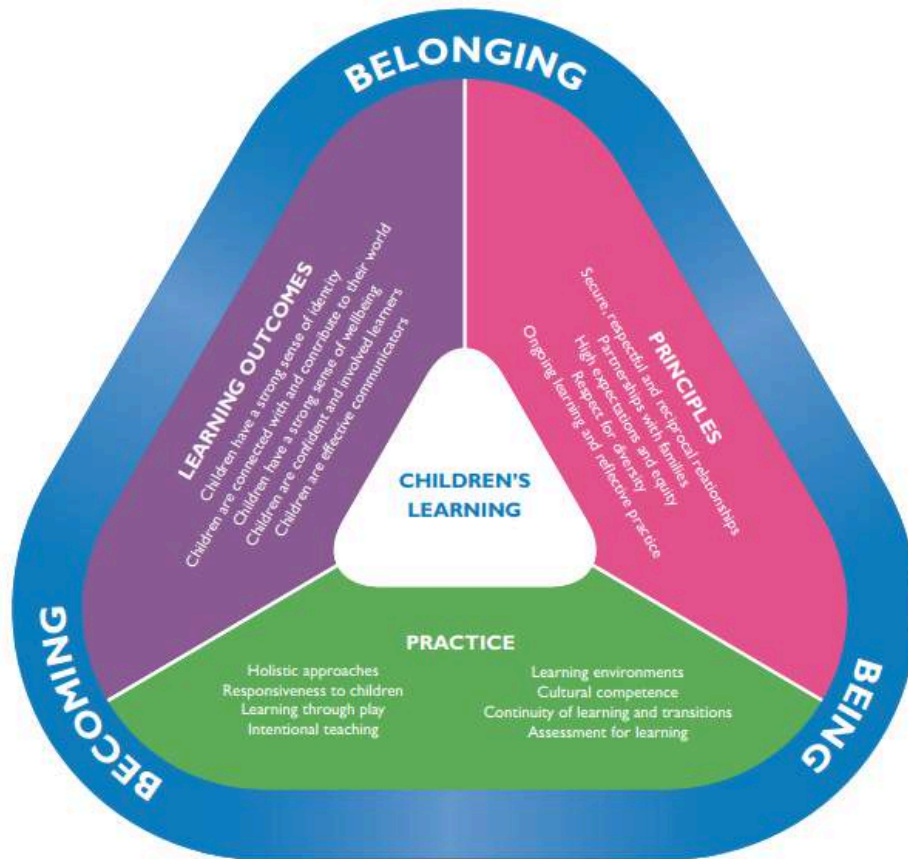 BELONGING
LEARNING OUTCOMES
Children have a strong sense of identity
Children are connected with and contribute to their world
Children have a strong sense of wellbeing
Children are confident and involved learners
Children are effective communicators
PRINCIPLES
Secure, respectful and reciprocal relationships
Partnerships with families
High expectations and equity
Respect for diversity
Ongoing learning and reflective practice
CHILDREN'S
LEARNING
PRACTICE
Holistic approaches
Responsiveness to children
Learning through play
Intentional teaching
Learning environments
Cultural competence
Continuity of learning and transitions
Assessment for learning
BECOMING
BEING